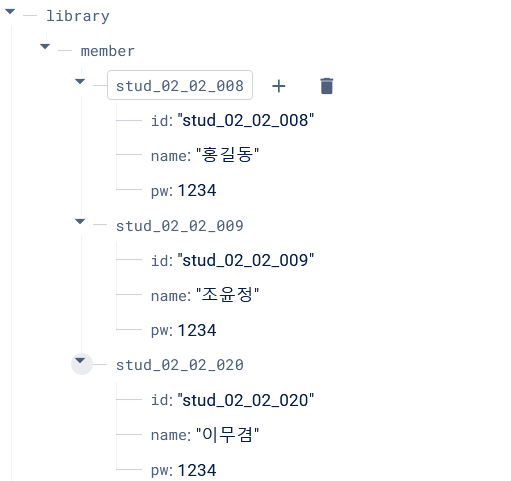 library
member
stud_02_02_008
id: "stud_02_02_008"
name: "홍길동"
pw: 1234
stud_02_02_009
id: "stud_02_02_009"
name: "조윤정"
pw: 1234
stud_02_02_020
id: "stud_02_02_020"
name: "이무겸"
pw: 1234